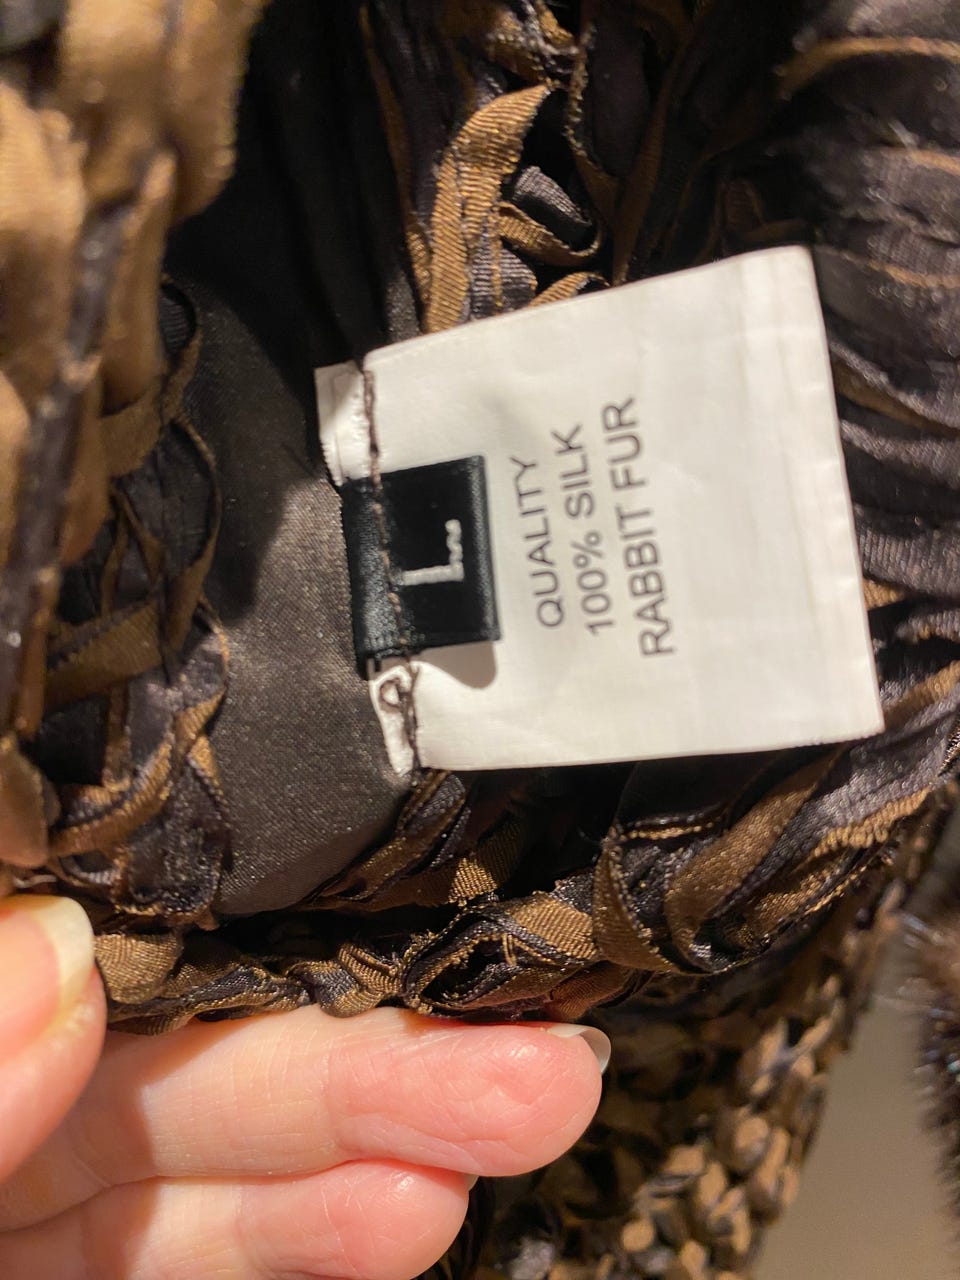 L
QUALITY
100% SILK
RABBIT FUR